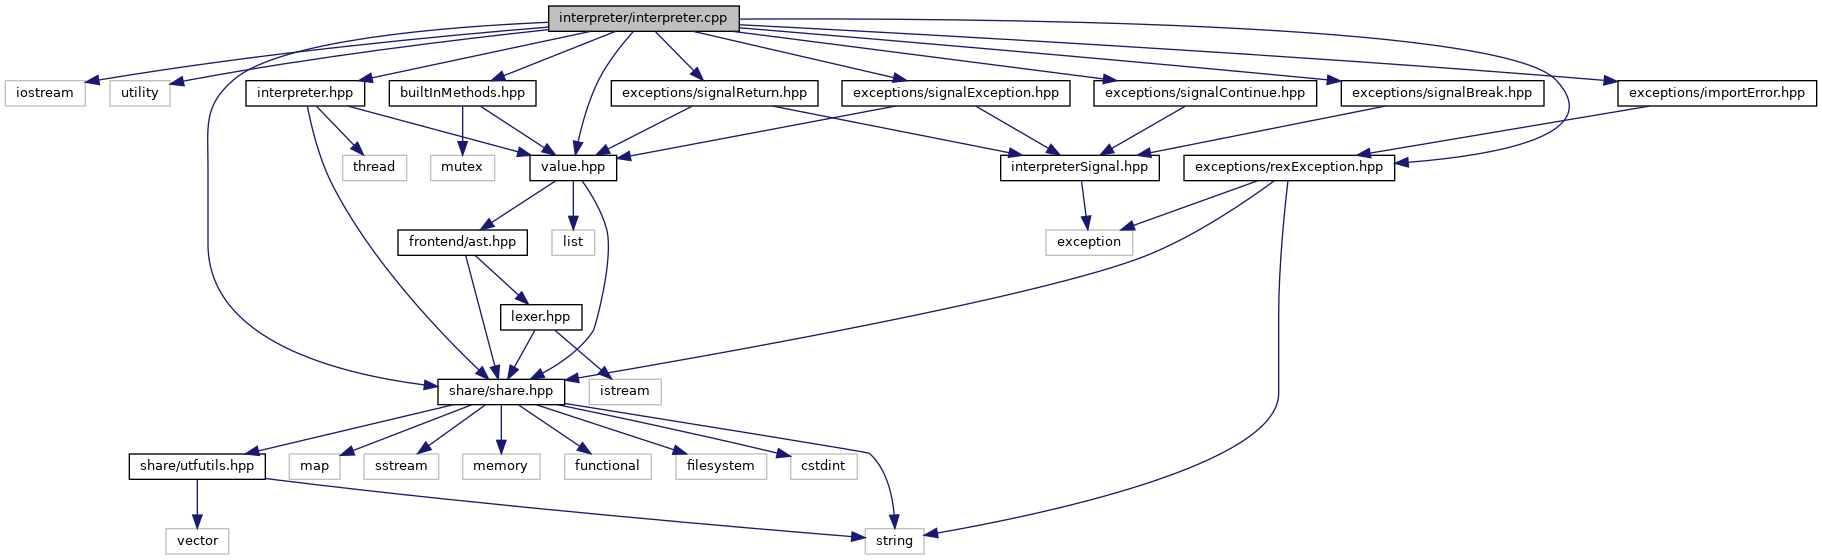 interpreter/interpreter.cpp
iostream
utility
interpreter.hpp
builtInMethods.hpp
exceptions/signalReturn.hpp
exceptions/signalException.hpp
exceptions/signalContinue.hpp
exceptions/signalBreak.hpp
exceptions/importError.hpp
thread
mutex
value.hpp
interpreterSignal.hpp
exceptions/rexException.hpp
frontend/ast.hpp
list
exception
lexer.hpp
share/share.hpp
istream
share/utfutils.hpp
map
sstream
memory
functional
filesystem
cstdint
vector
string